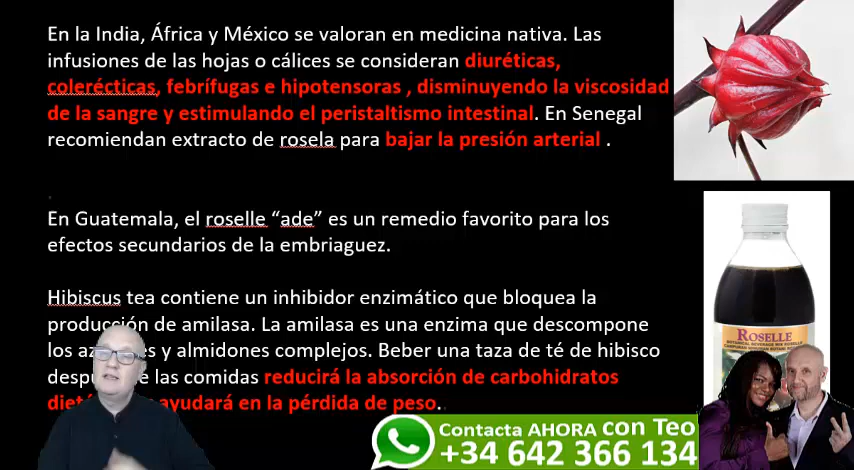 En la India, África y México se valoran en medicina nativa. Las
infusiones de las hojas o cálices se consideran diuréticas,
colerécticas, febrífugas e hipotensoras , disminuyendo la viscosidad
de la sangre y estimulando el peristaltismo intestinal. En Senegal
recomiendan extracto de rosela para bajar la presión arterial .
En Guatemala, el roselle “ade” es un remedio favorito para los
efectos secundarios de la embriaguez.
Hibiscus tea contiene un inhibidor enzimático que bloquea la
producción de amilasa. La amilasa es una enzima que descompone
los y almidones complejos. Beber una taza de té de hibisco
las comidas reducirá la absorción de carbohidratos
ayudará en la pérdida de peso.
ROSELLE
Contacta AHORA con Teo
+34 642 366 134